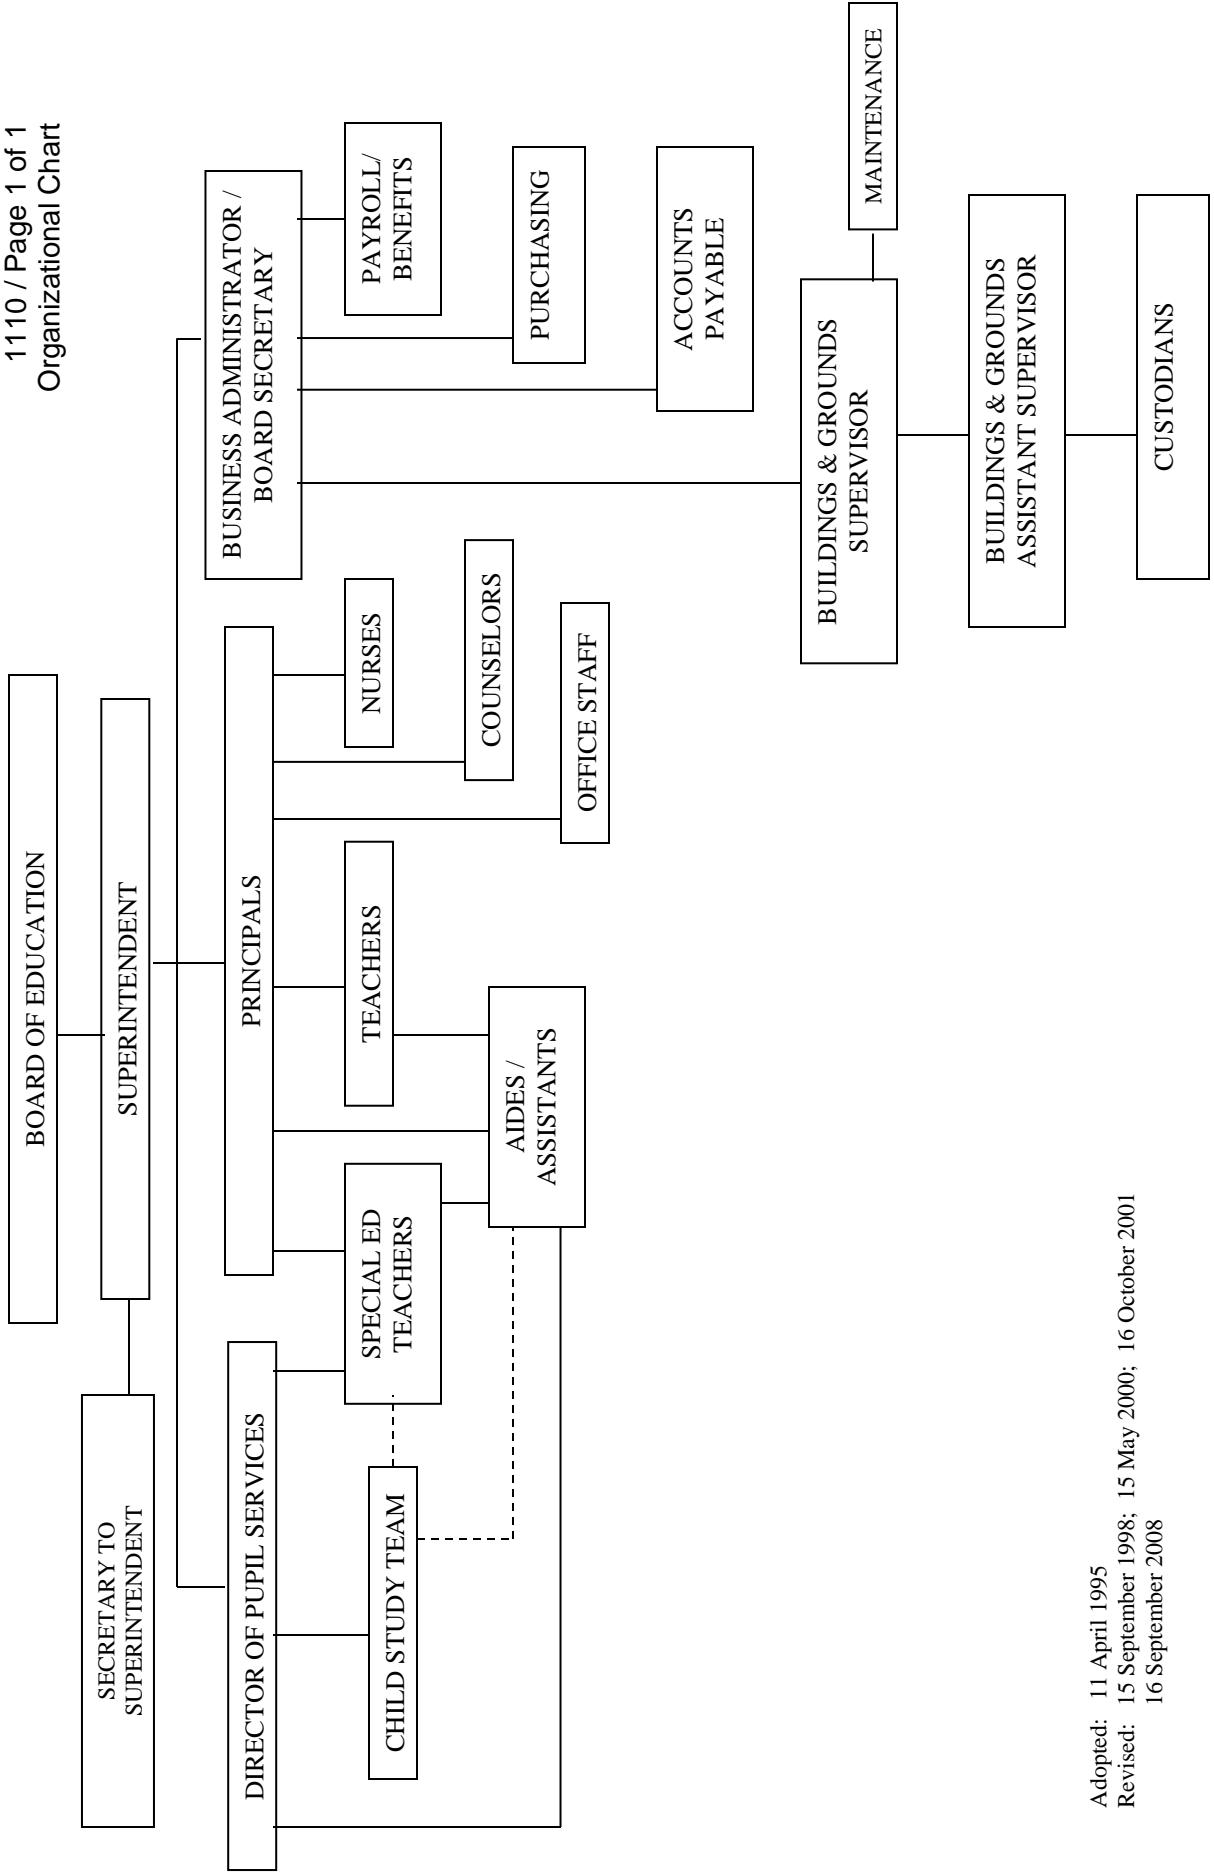 1110 / Page 1 of 1
Organizational Chart
BOARD OF EDUCATION
SECRETARY TO
SUPERINTENDENT
SUPERINTENDENT
DIRECTOR OF PUPIL SERVICES
PRINCIPALS
BUSINESS ADMINISTRATOR /
BOARD SECRETARY
CHILD STUDY TEAM
SPECIAL ED
TEACHERS
TEACHERS
NURSES
PAYROLL/
BENEFITS
AIDES /
ASSISTANTS
COUNSELORS
PURCHASING
OFFICE STAFF
ACCOUNTS
PAYABLE
BUILDINGS & GROUNDS
SUPERVISOR
MAINTENANCE
BUILDINGS & GROUNDS
ASSISTANT SUPERVISOR
CUSTODIANS
Adopted: 11 April 1995
Revised: 15 September 1998; 15 May 2000; 16 October 2001
16 September 2008